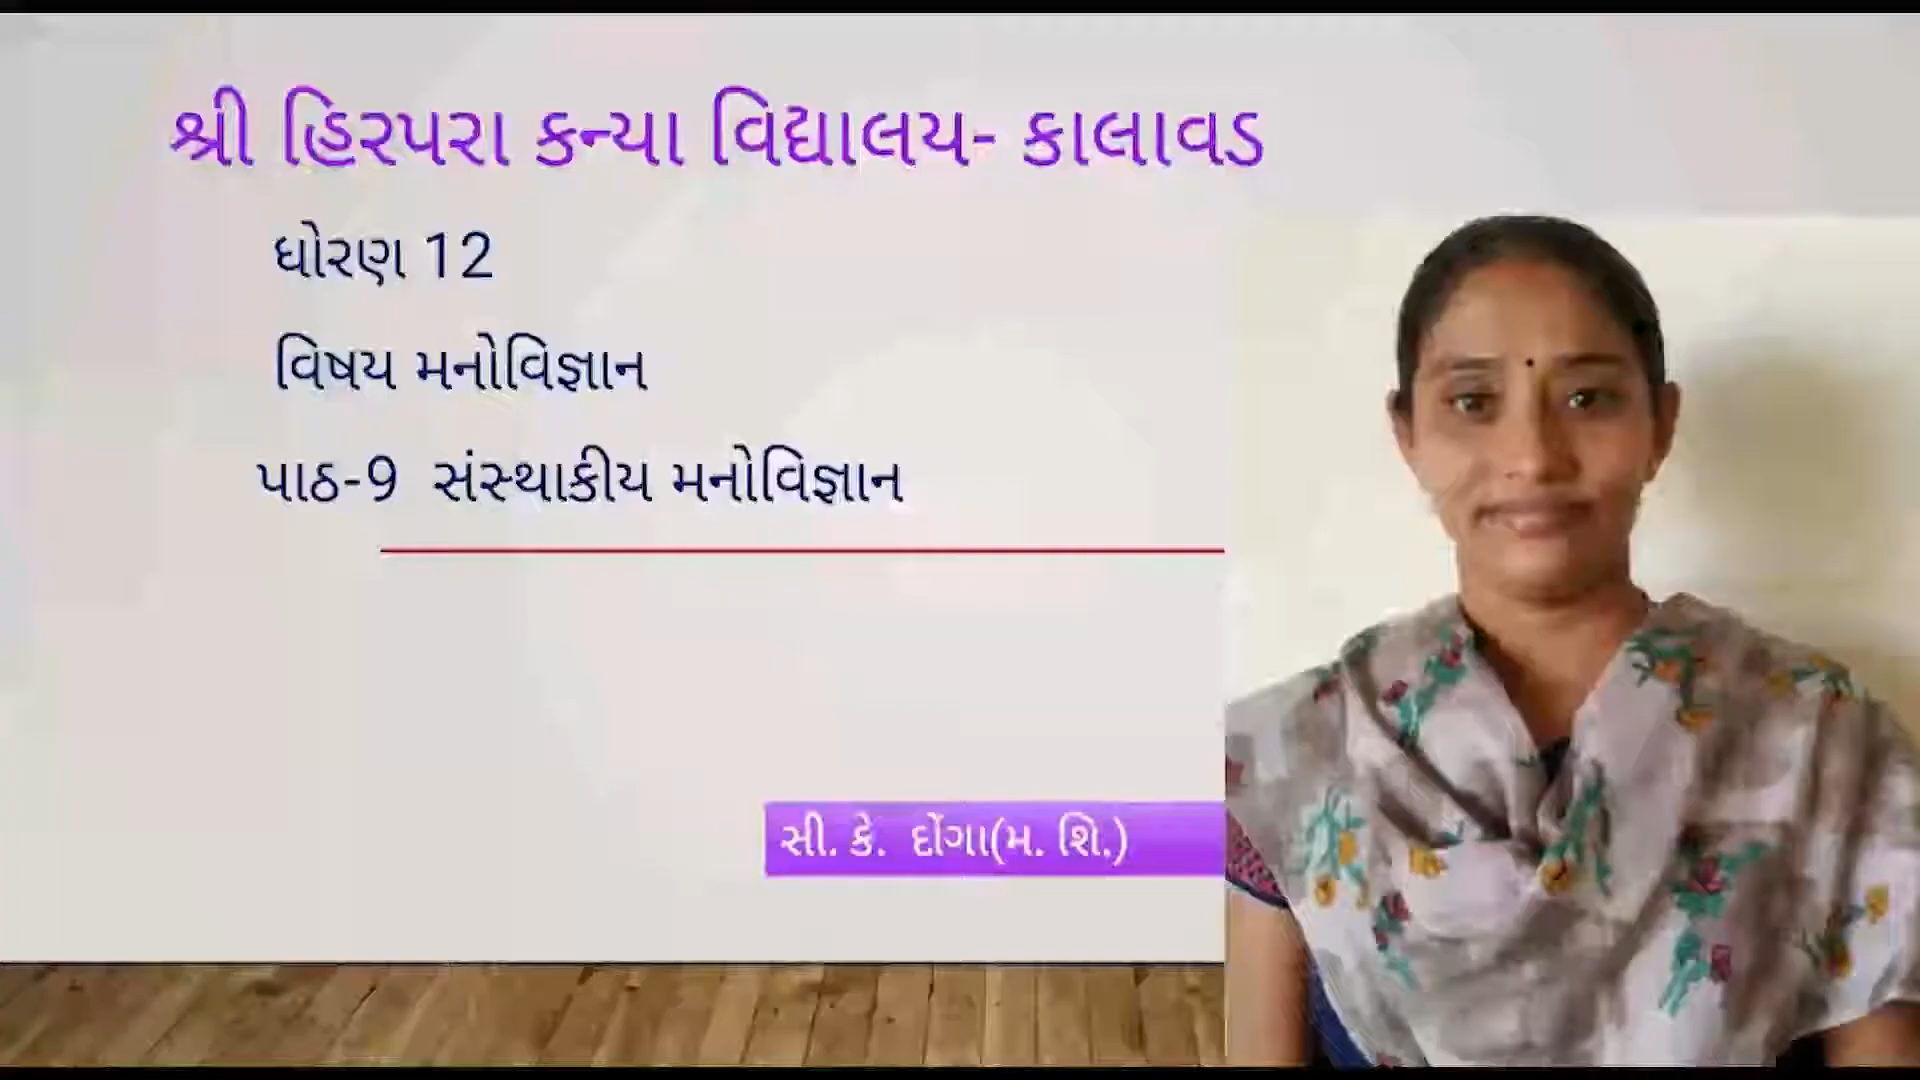 શ્રી હિરપરા કન્યા વિદ્યાલય- કાલાવડ
ધોરણ 12
વિષય મનોવિજ્ઞાન
પાઠ-9 સંસ્થાકીય મનોવિજ્ઞાન
સી. કે. દોંગા(મ. શિ.)